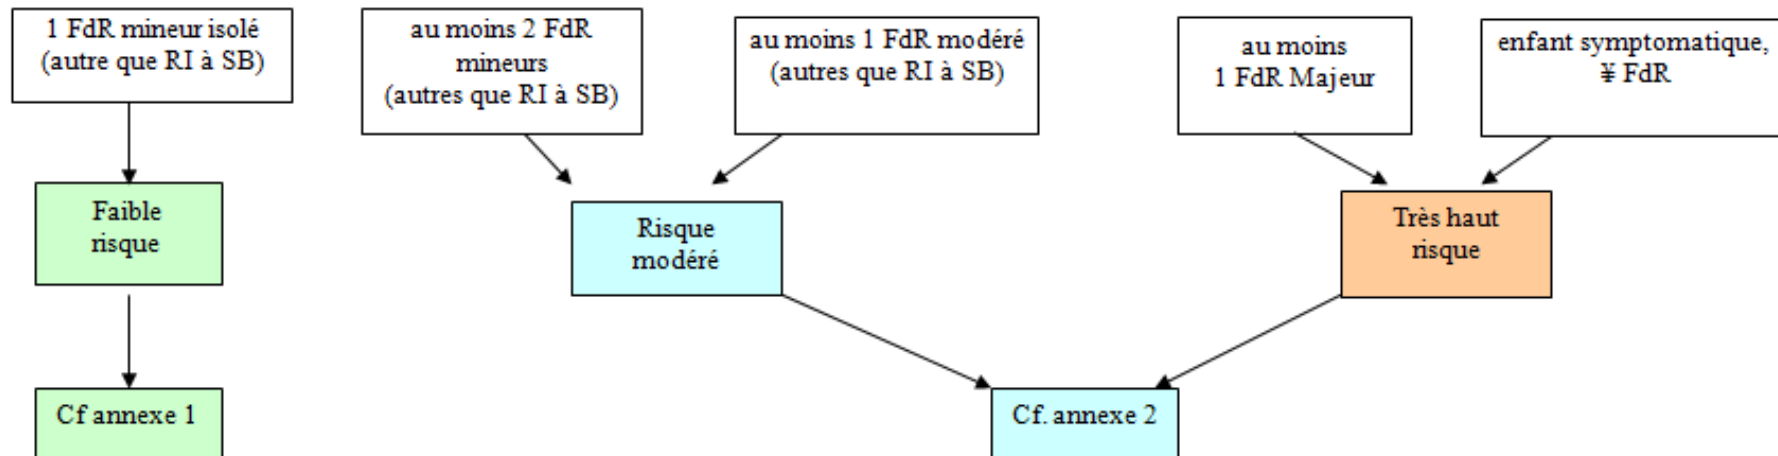 1 FdR mineur isolé
(autre que RI à SB)
au moins 2 FdR
mineurs
(autres que RI à SB)
au moins 1 FdR modéré
(autres que RI à SB)
au moins
1 FdR Majeur
enfant symptomatique,
¥ FdR
Faible
risque
Risque
modéré
Très haut
risque
Cf annexe 1
Cf. annexe 2